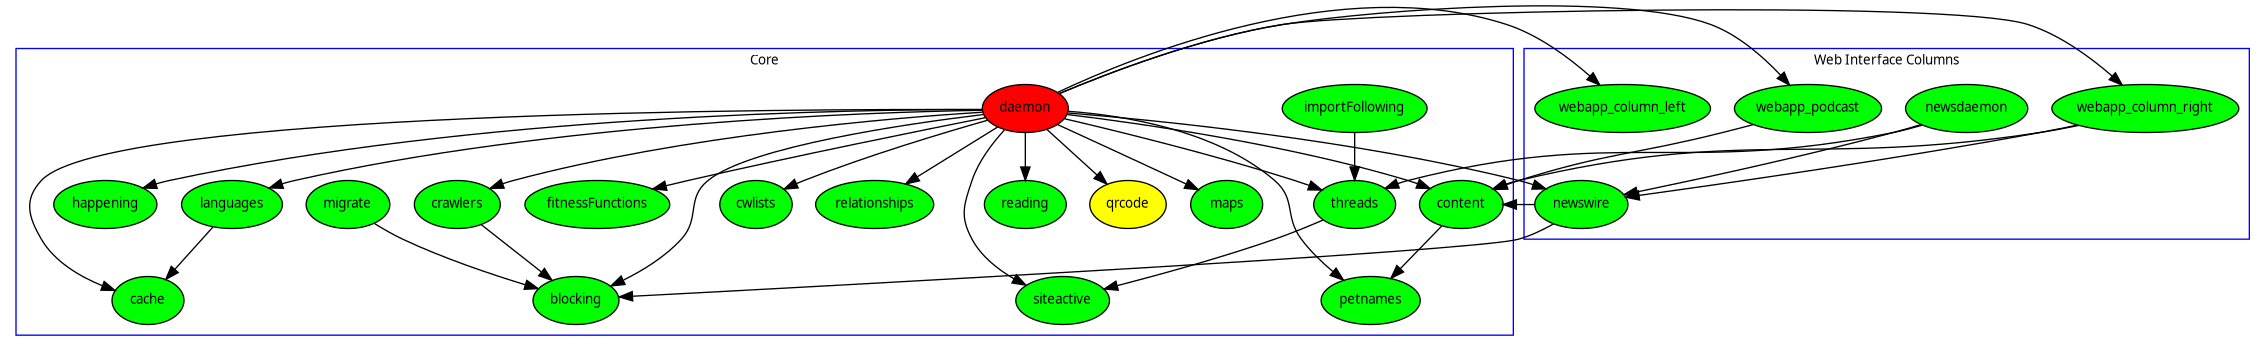 Core
Web Interface Columns
daemon
importFollowing
webapp_column_left
webapp_podcast
newsdaemon
webapp_column_right
happening
languages
migrate
crawlers
fitnessFunctions
cwlists
relationships
reading
qrcode
maps
threads
content
newswire
cache
blocking
siteactive
petnames